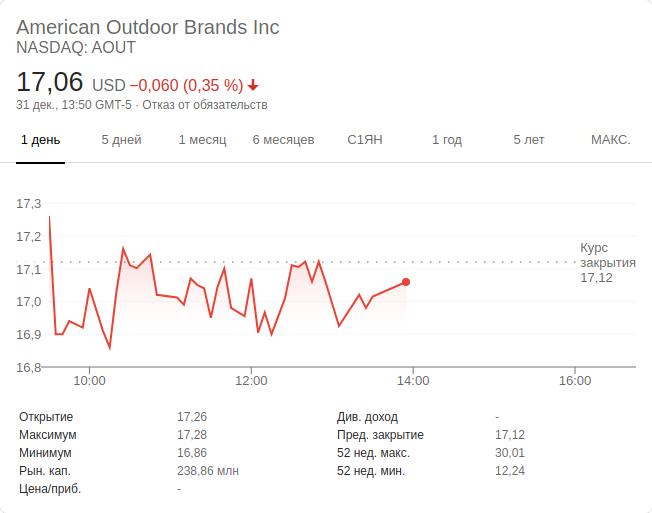 American Outdoor Brands Inc
NASDAQ: AOUT
17,06 USD −0,060 (0,35 %)
31 дек., 13:50 GMT-5 · Отказ от обязательств
1 день 5 дней 1 месяц 6 месяцев С1ЯН 1 год 5 лет МАКС.
17,3
17,2
17,1
17,0
16,9
16,8
Курс
закрытия
17,12
10:00 12:00 14:00 16:00
Открытие 17,26 Див. доход -
Максимум 17,28 Пред. закрытие 17,12
Минимум 16,86 52 нед. макс. 30,01
Рын. кап. 238,86 млн 52 нед. мин. 12,24
Цена/приб. -